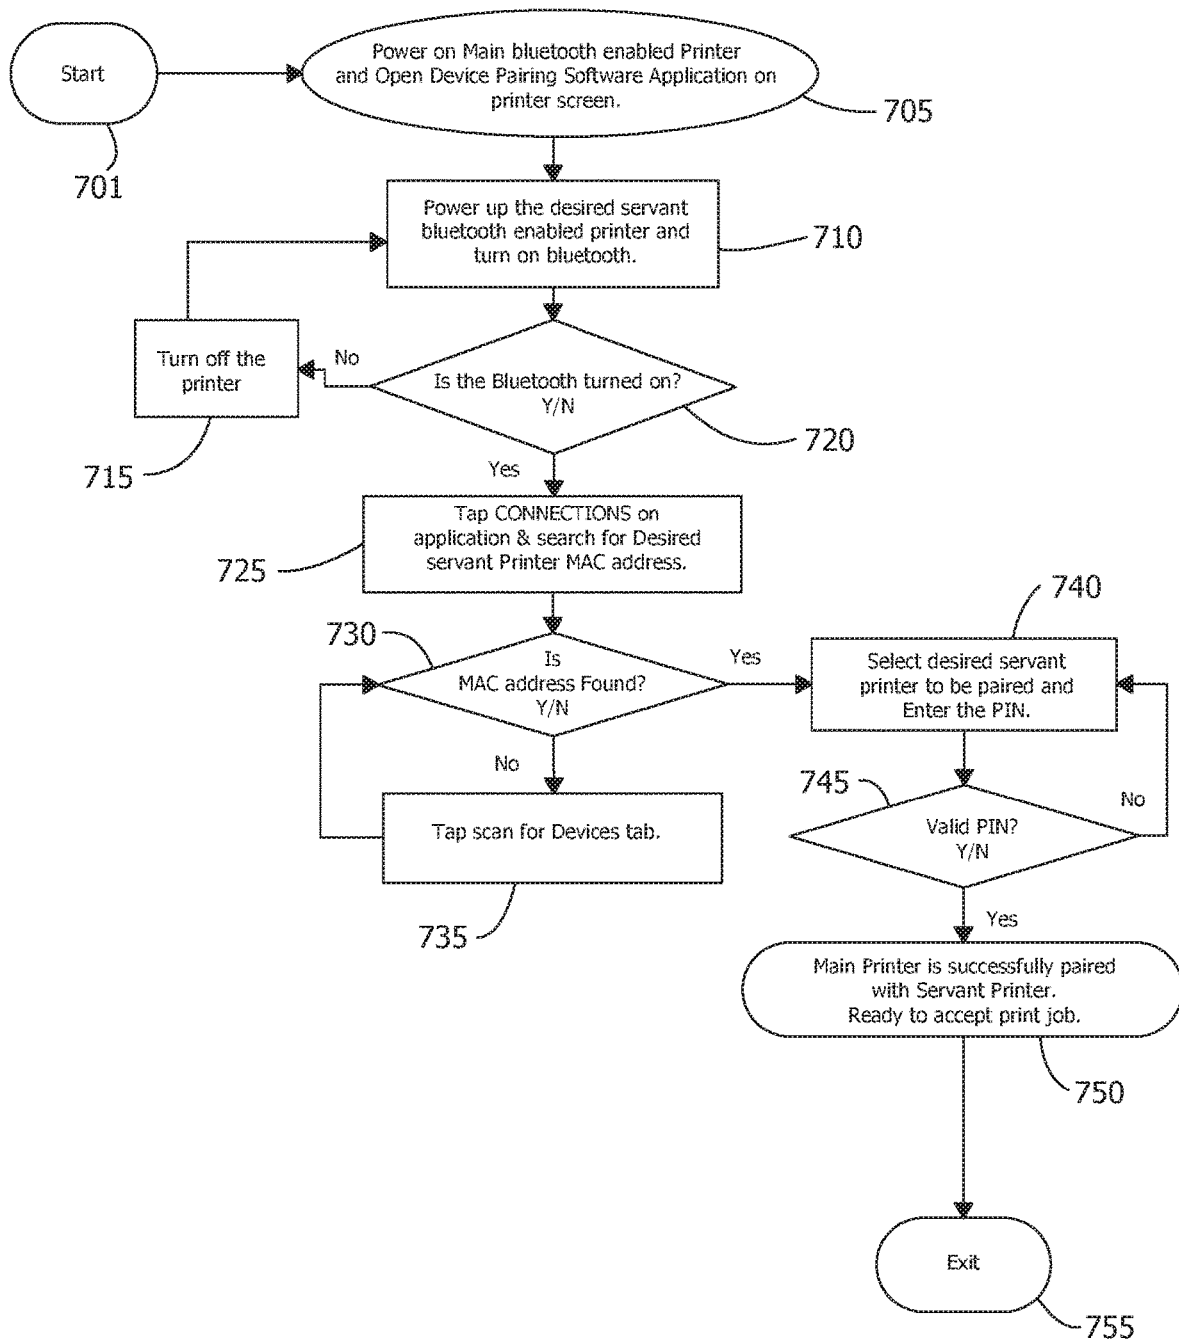 Start
701
Power on Main bluetooth enabled Printer
and Open Device Pairing Software Application on
printer screen.
705
Power up the desired servant
bluetooth enabled printer and
turn on bluetooth.
710
Turn off the
printer
715
No
Is the Bluetooth turned on?
Y/N
720
Yes
Tap CONNECTIONS on
application & search for Desired
servant Printer MAC address.
725
730
Is
MAC address Found?
Y/N
Yes
No
Tap scan for Devices tab.
735
740
Select desired servant
printer to be paired and
Enter the PIN.
745
Valid PIN?
Y/N
No
Yes
Main Printer is successfully paired
with Servant Printer.
Ready to accept print job.
750
Exit
755